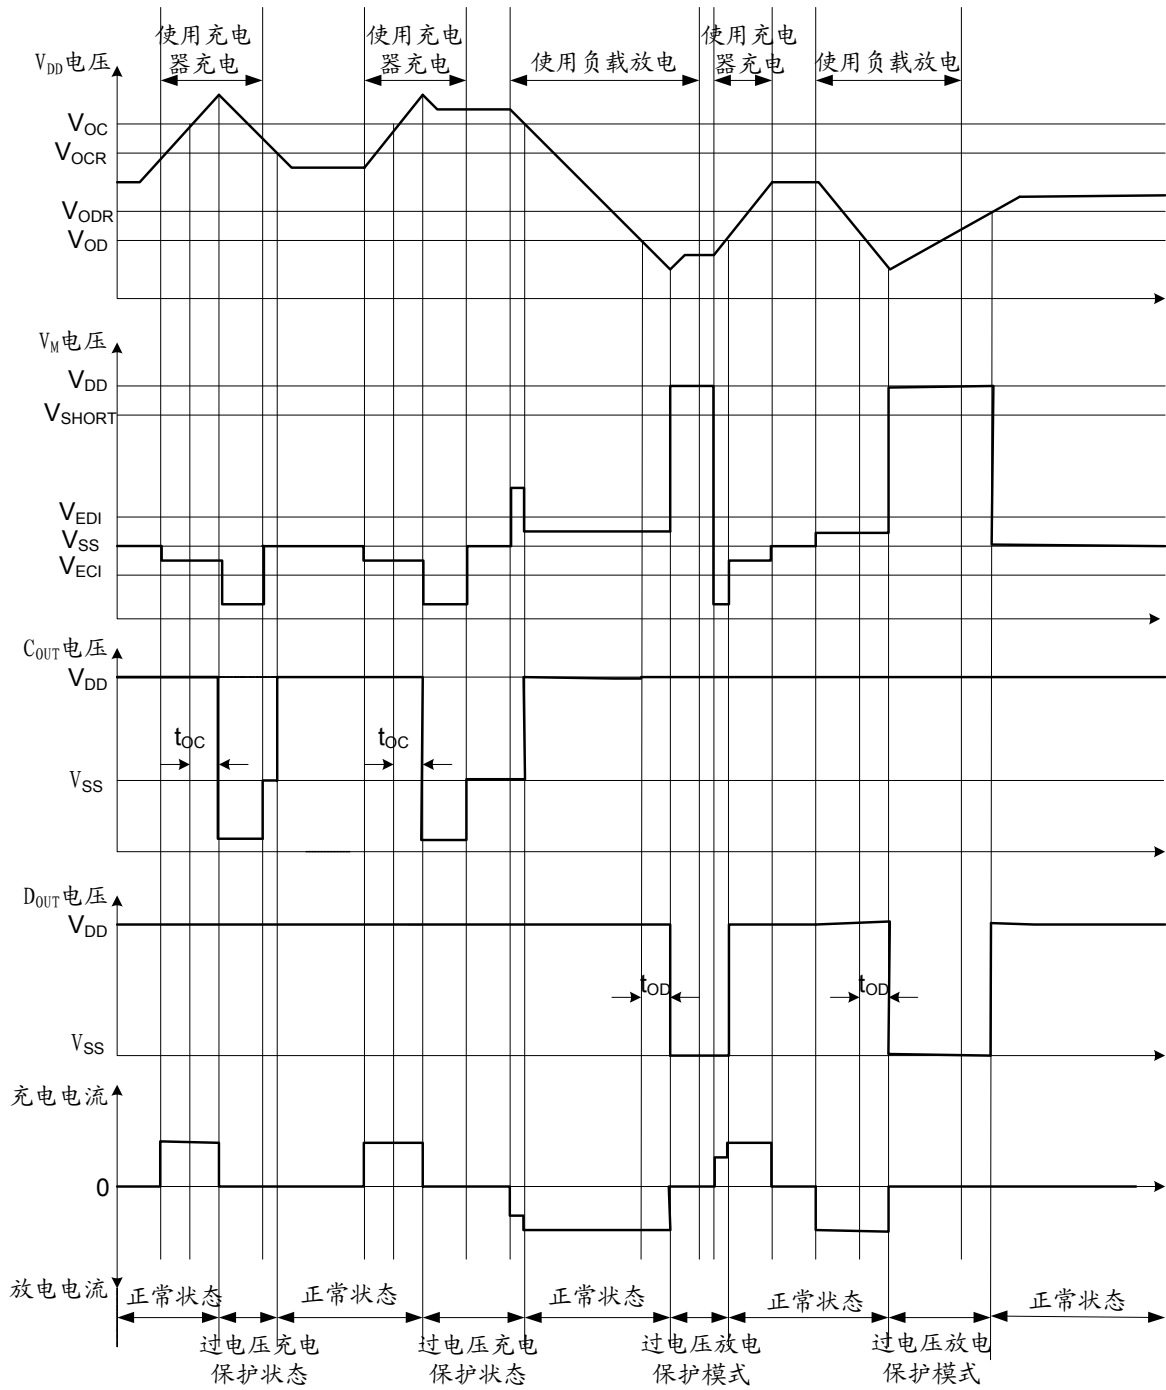 使用充电
器充电
使用充电
器充电
使用负载放电
使用充电
器充电
使用负载放电
VDD电压
VOC
VOCR
VODR
VOD
VM电压
VDD
VSHORT
VEDI
VSS
VECI
COUT电压
VDD
tOC
tOC
VSS
DOUT电压
VDD
tOD
tOD
VSS
充电电流
0
放电电流
正常状态
正常状态
正常状态
正常状态
正常状态
过电压充电
保护状态
过电压充电
保护状态
过电压放电
保护模式
过电压放电
保护模式